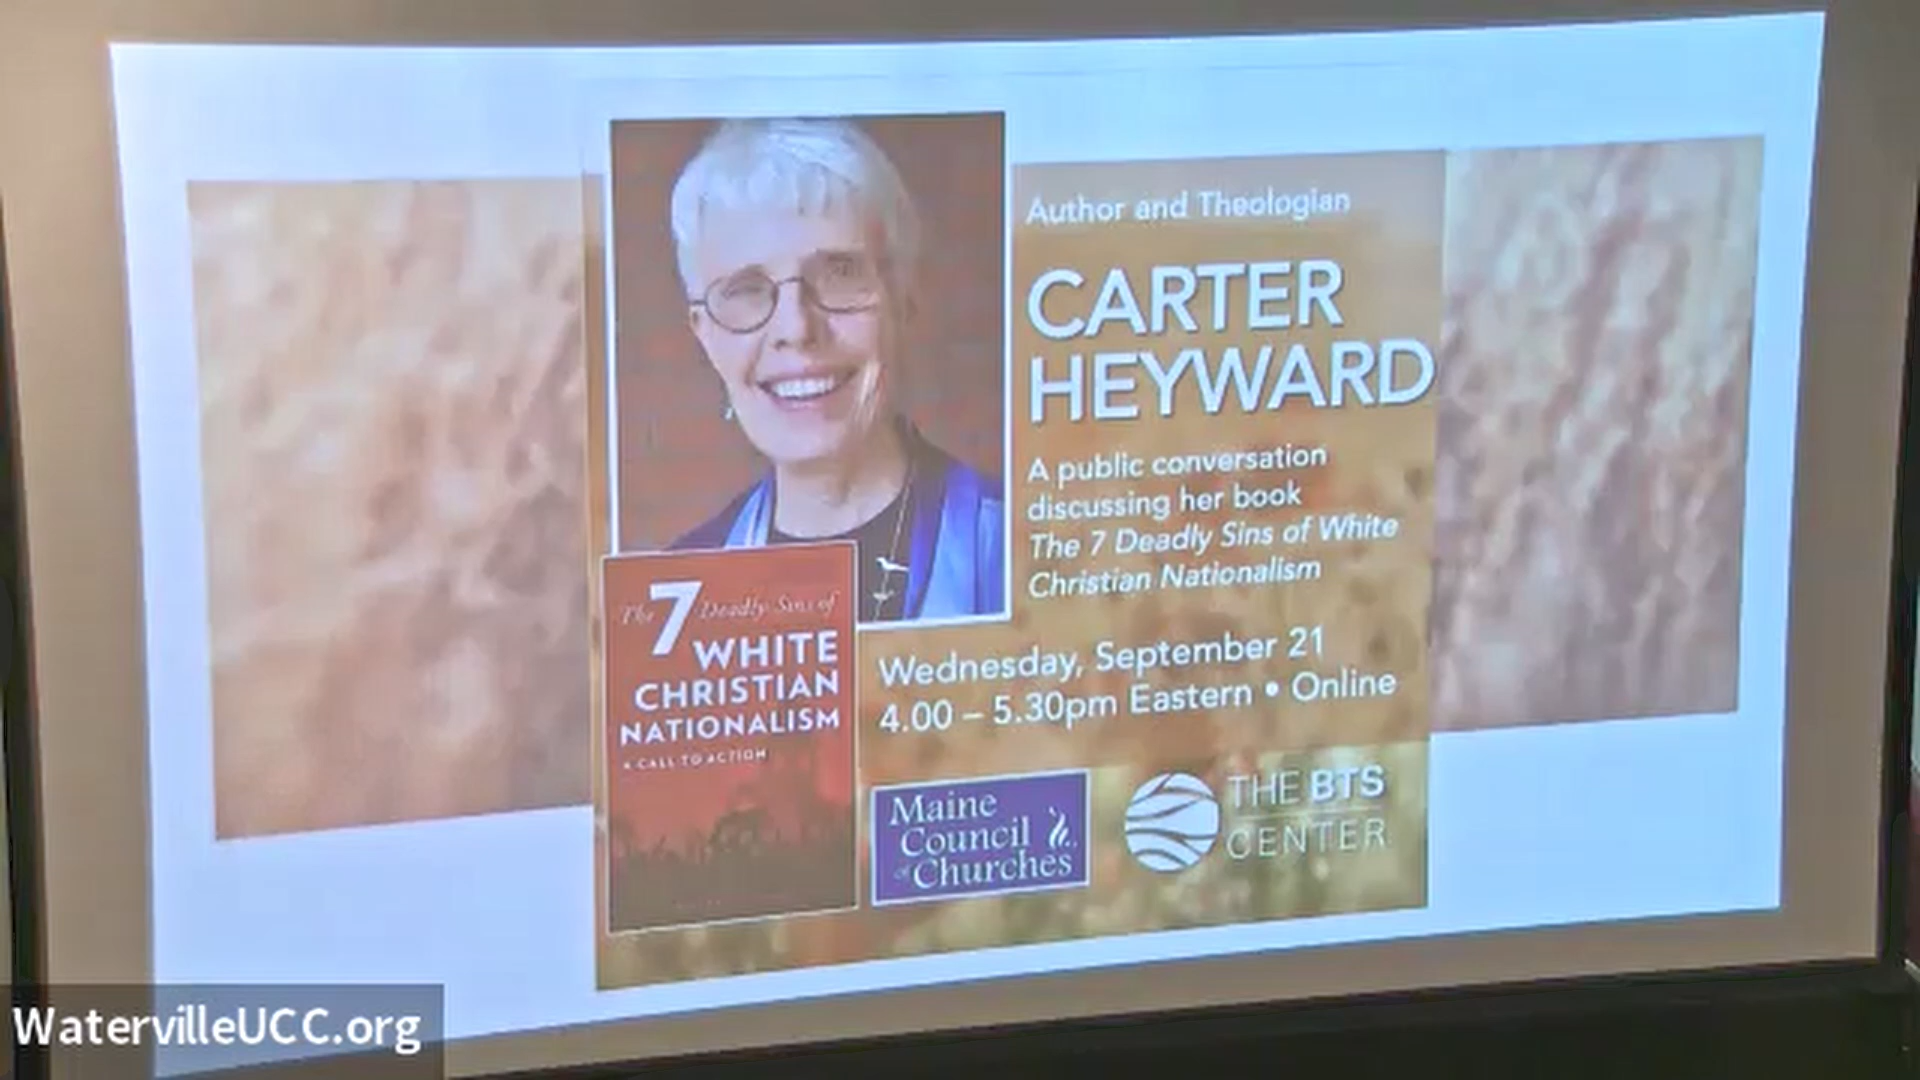 Author and Theologian
CARTER
HEYWARD
A public conversation
discussing her book
The 7 Deadly Sins of White
Christian Nationalism
The 7 Deadly Sins of
WHITE
CHRISTIAN
NATIONALISM
A CALL TO ACTION
Wednesday, September 21
4.00 – 5.30pm Eastern • Online
Maine
Council
of Churches
THE BTS
CENTER
WatervilleUCC.org